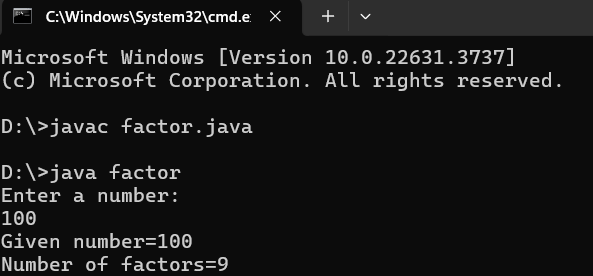 C:\Windows\System32\cmd.e
Microsoft Windows [Version 10.0.22631.3737]
(c) Microsoft Corporation. All rights reserved.
D:\>javac factor.java
D:\>java factor
Enter a number:
100
Given number=100
Number of factors=9